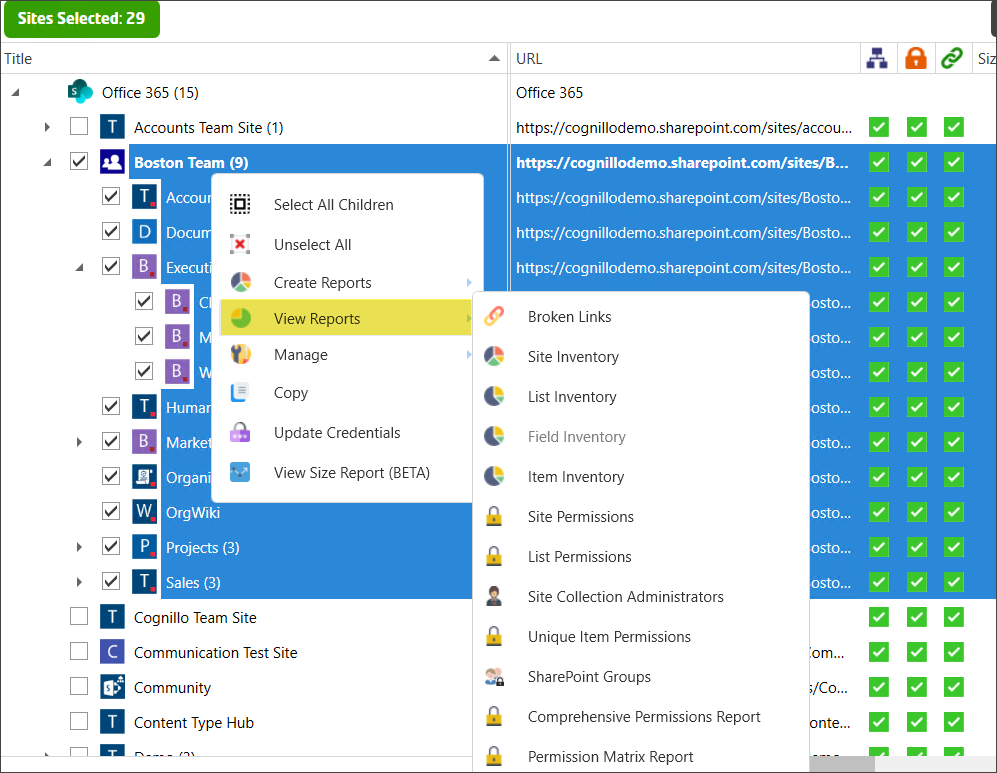 Sites Selected: 29
Title URL Siz
Office 365 (15) Office 365
T Accounts Team Site (1) https://cognillodemo.sharepoint.com/sites/accou...
Boston Team (9) https://cognillodemo.sharepoint.com/sites/B...
T Accoun https://cognillodemo.sharepoint.com/sites/Bosto...
D Docum https://cognillodemo.sharepoint.com/sites/Bosto...
B Executi https://cognillodemo.sharepoint.com/sites/Bosto...
B osto...
B M osto...
B W osto...
T Human osto...
B Market osto...
Organi osto...
W OrgWiki osto...
P Projects (3) osto...
T Sales (3) osto...
T Cognillo Team Site
C Communication Test Site Com...
Community s/Co...
T Content Type Hub onte...
Select All Children
Unselect All
Create Reports
View Reports
Manage
Copy
Update Credentials
View Size Report (BETA)
Broken Links
Site Inventory
List Inventory
Field Inventory
Item Inventory
Site Permissions
List Permissions
Site Collection Administrators
Unique Item Permissions
SharePoint Groups
Comprehensive Permissions Report
Permission Matrix Report